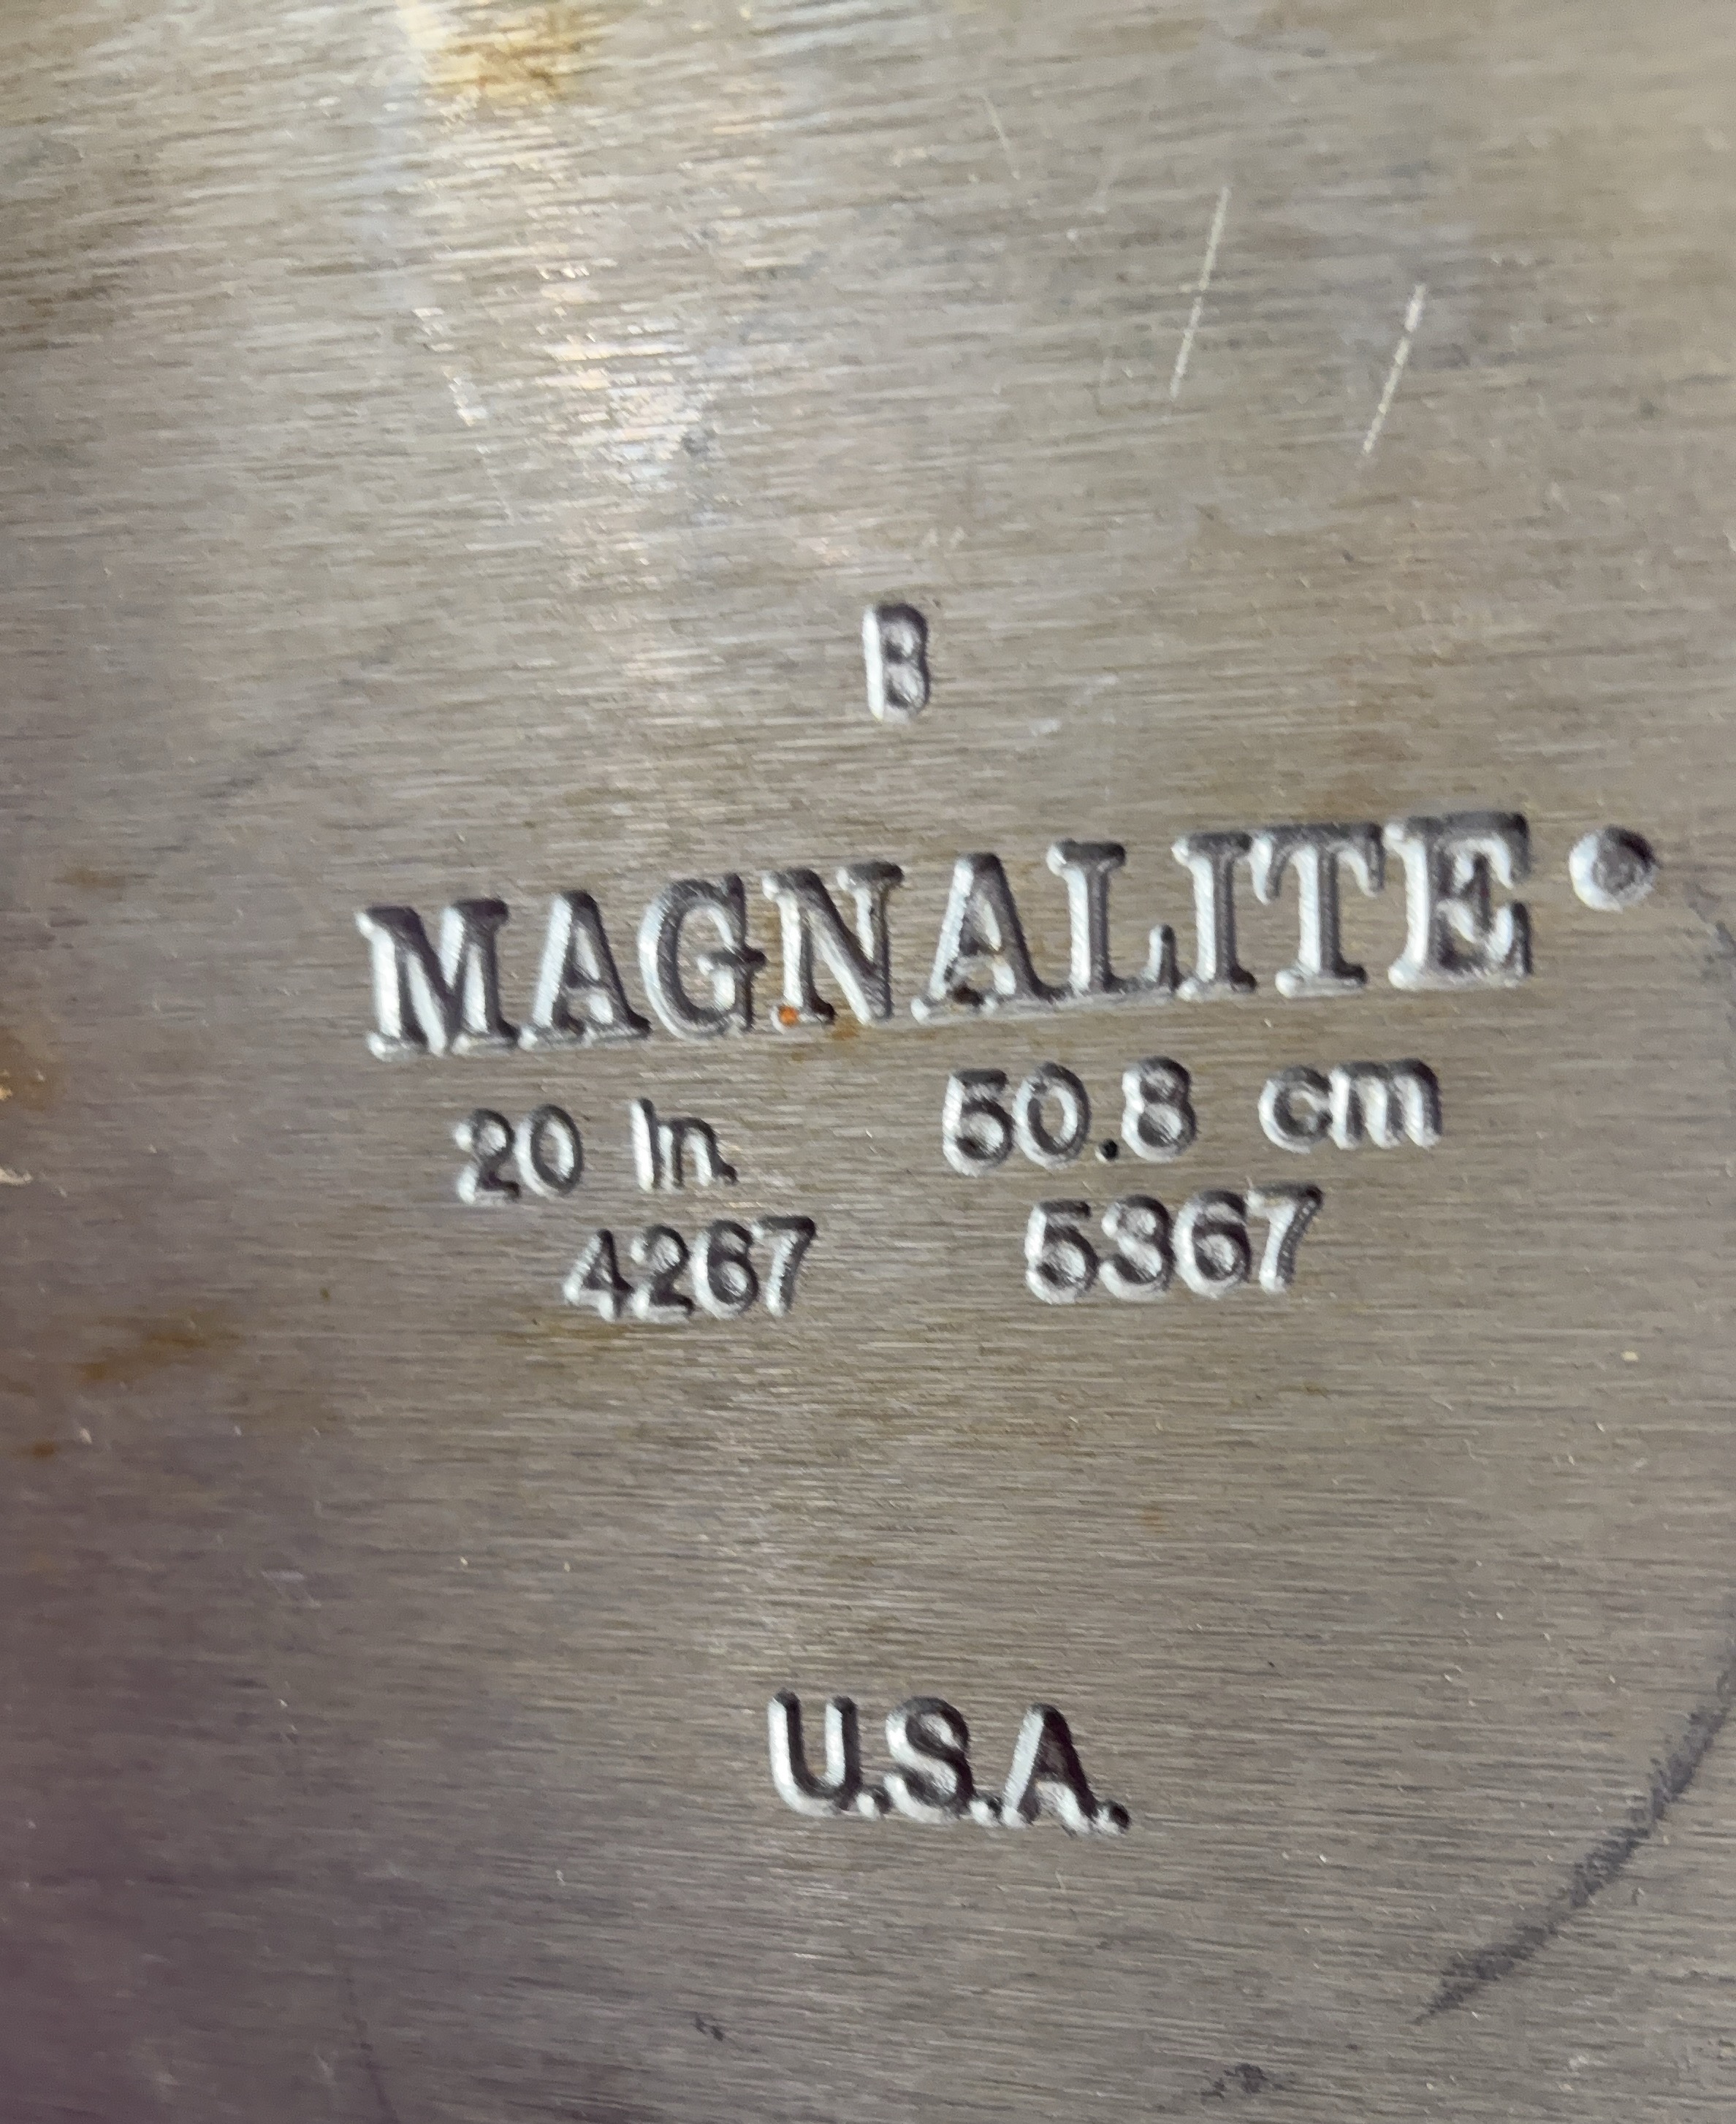 B
MAGNALITE
20 In 50.8 cm
4267 5367
U.S.A.